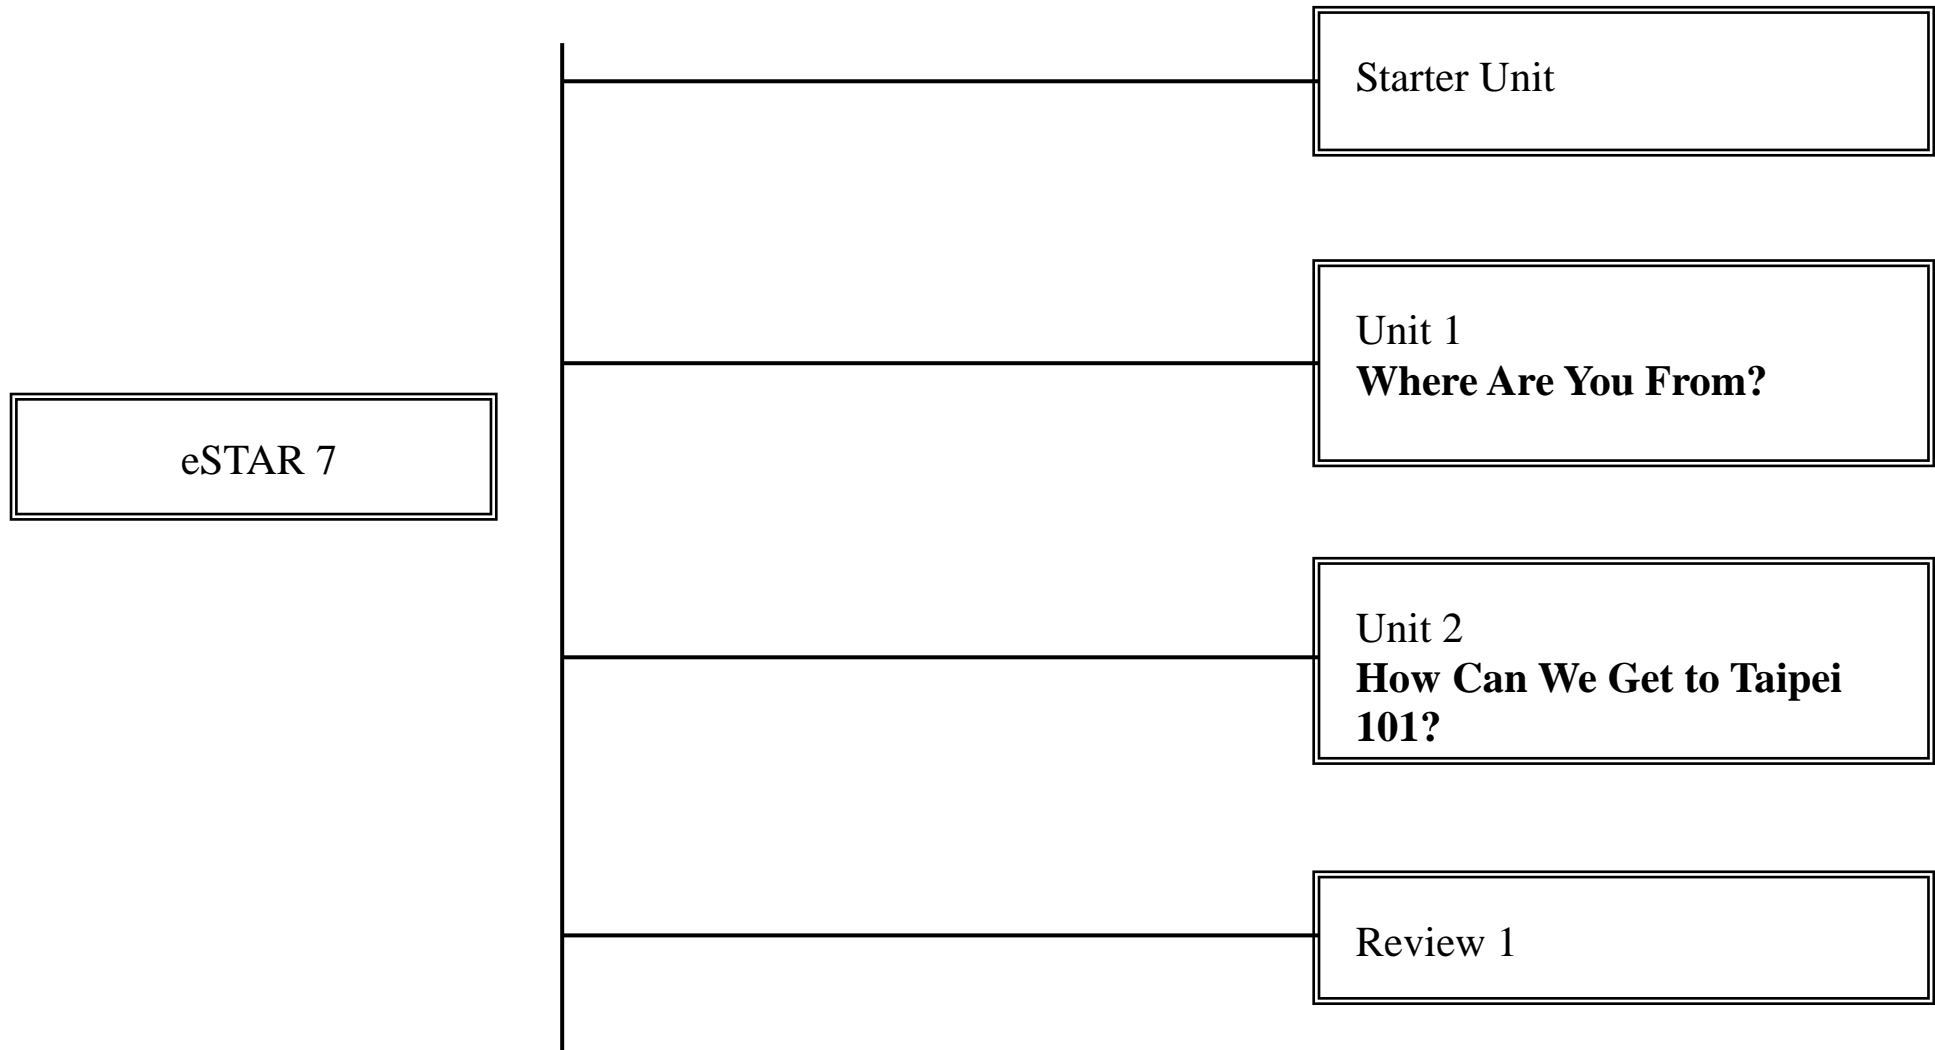 Starter Unit
Unit 1
Where Are You From?
eSTAR 7
Unit 2
How Can We Get to Taipei
101?
Review 1